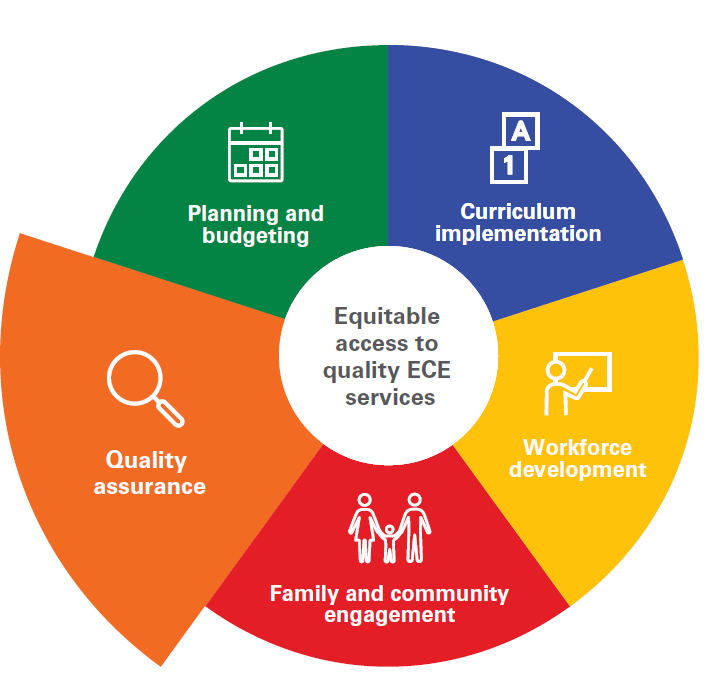 Planning and
budgeting
A
1
Curriculum
implementation
Equitable
access to
quality ECE
services
Workforce
development
Quality
assurance
Family and community
engagement